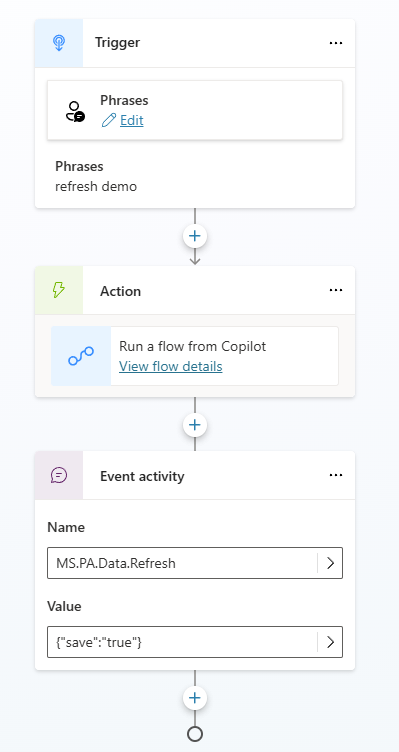 Trigger
Phrases
Edit
Phrases
refresh demo
Action
Run a flow from Copilot
View flow details
Event activity
Name
MS.PA.Data.Refresh
Value
{"save":"true"}